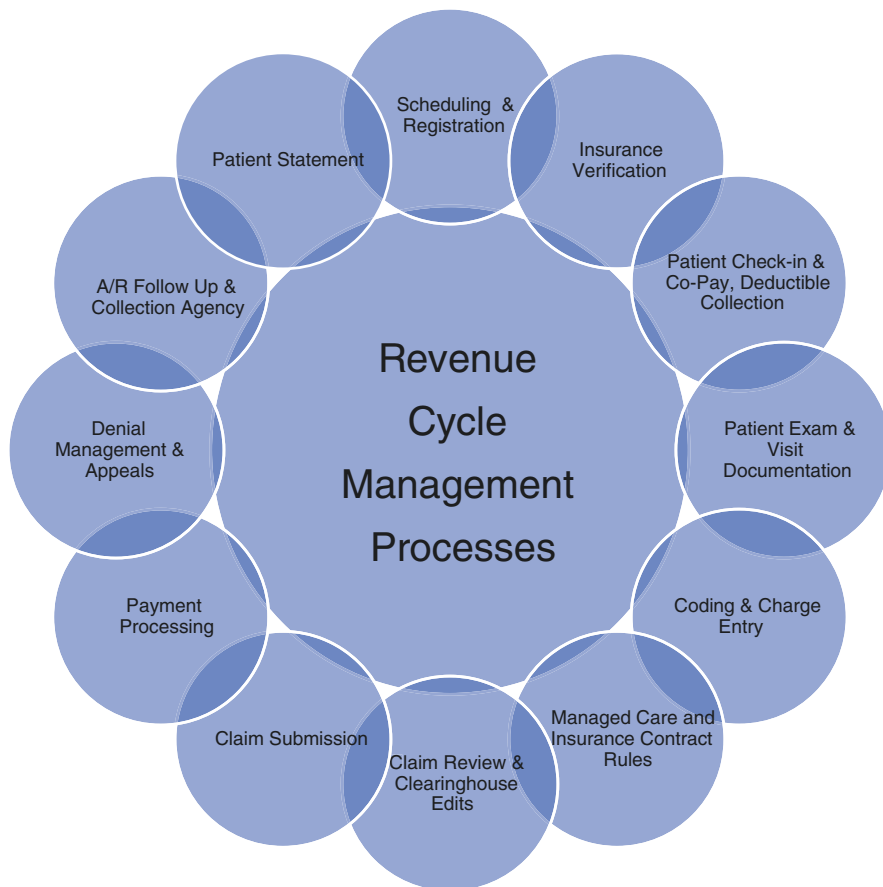 Scheduling &
Registration
Insurance
Verification
Patient Check-in &
Co-Pay, Deductible
Collection
Patient Exam &
Visit
Documentation
Coding & Charge
Entry
Managed Care and
Insurance Contract
Rules
Claim Review &
Clearinghouse
Edits
Claim Submission
Payment
Processing
Denial
Management &
Appeals
A/R Follow Up &
Collection Agency
Patient Statement
Revenue
Cycle
Management
Processes